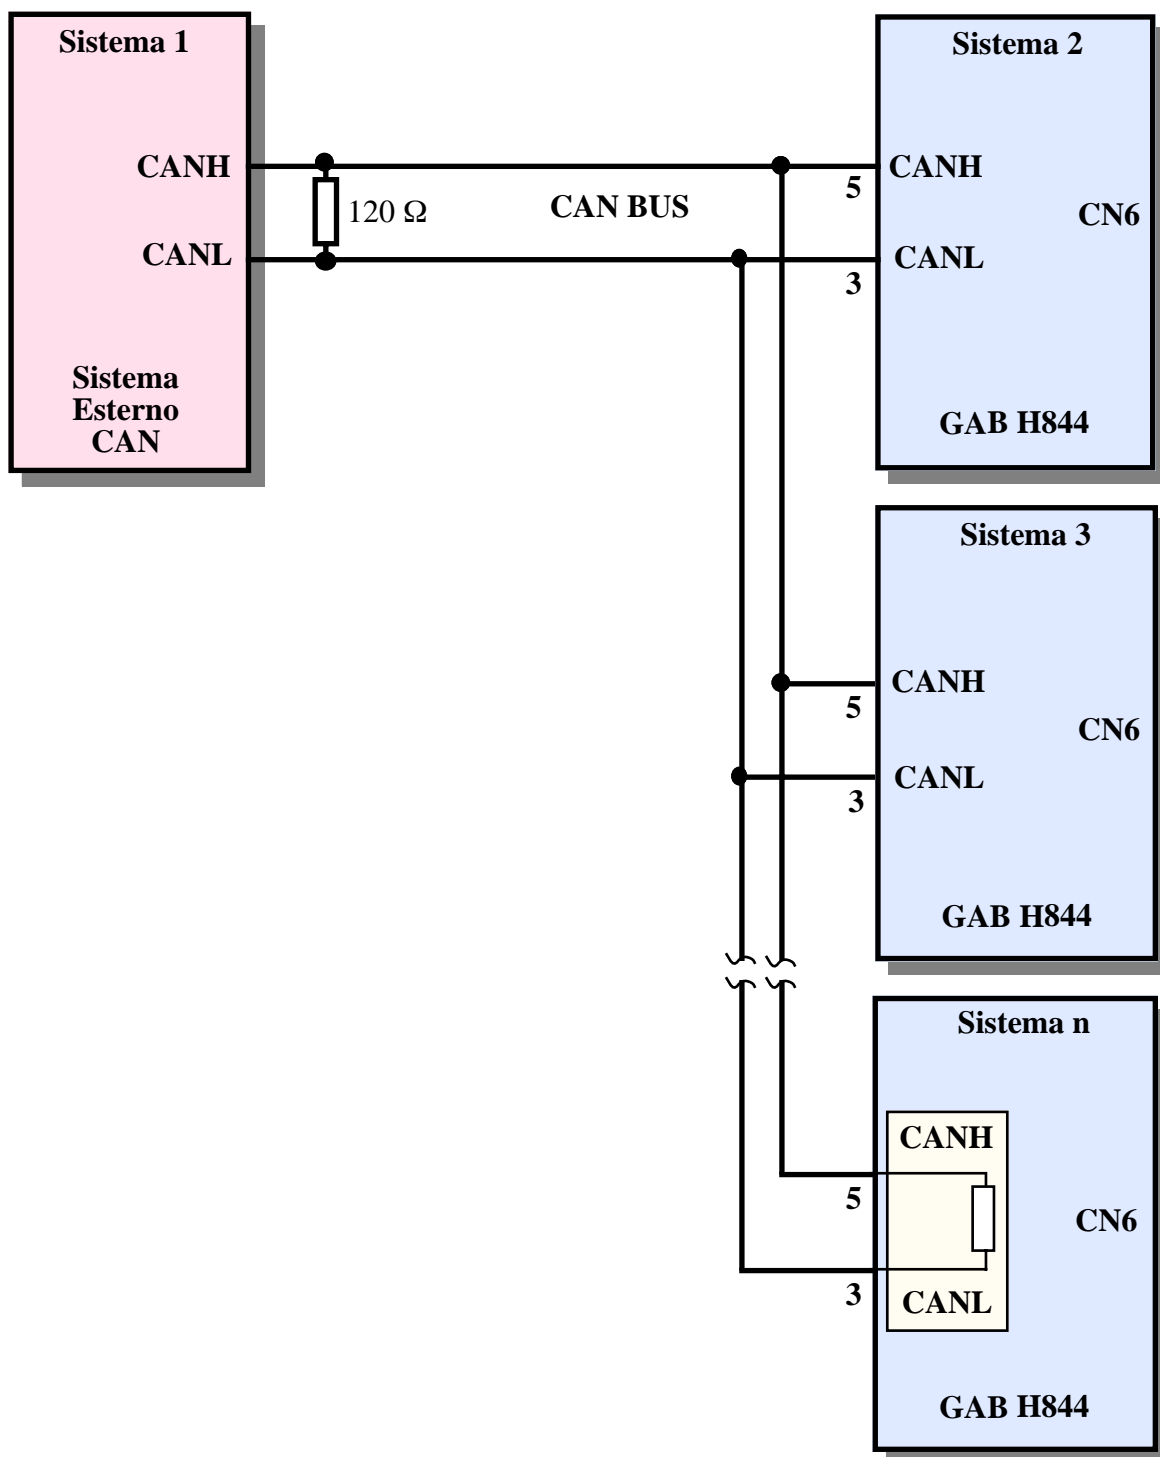 Sistema 1
CANH
CANL
Sistema
Esterno
CAN
120 Ω
CAN BUS
Sistema 2
5
CANH
CN6
3
CANL
GAB H844
Sistema 3
5
CANH
CN6
3
CANL
GAB H844
Sistema n
CANH
5
CN6
3
CANL
GAB H844